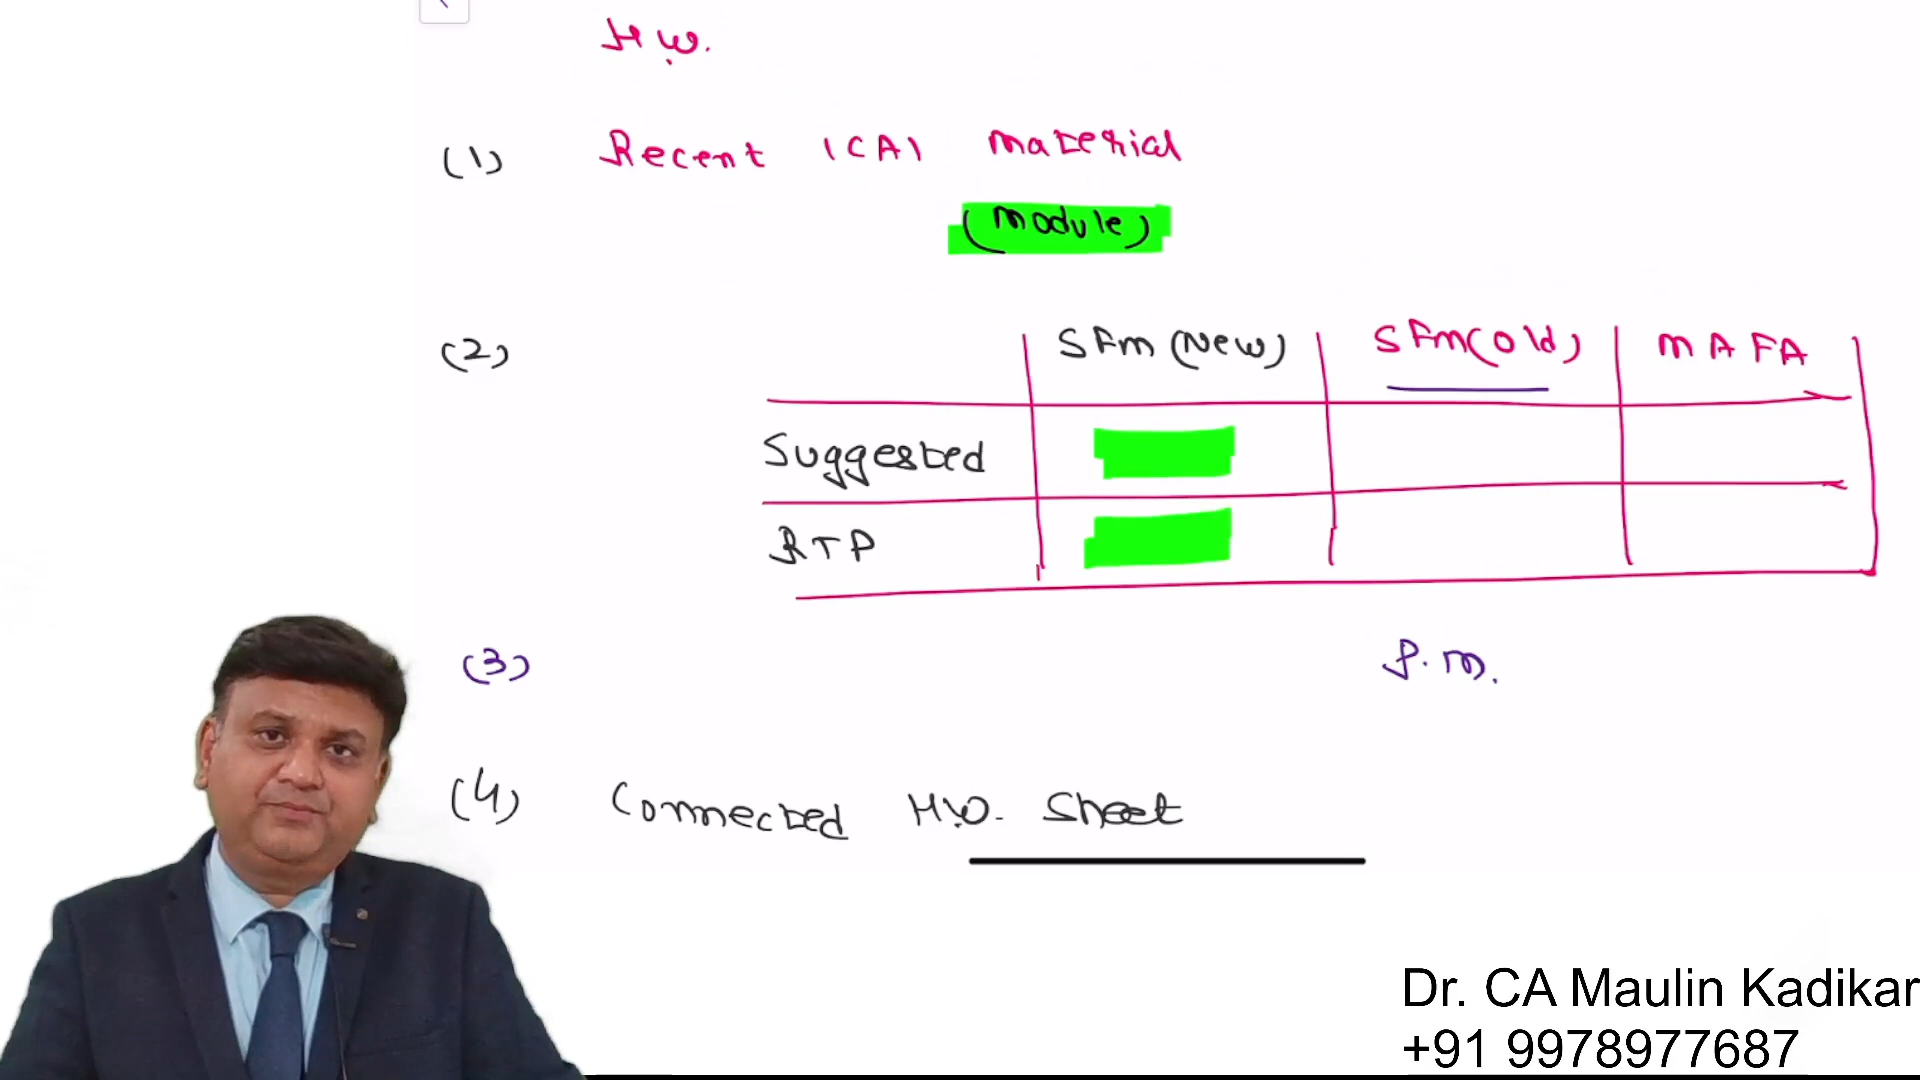 H.W.
(1) Recent ICAI material
(module)
(2) SFM (New) SFM (Old) MAFA
Suggested
RTP
(3) P.M.
(4) Connected H.W. Sheet
Dr. CA Maulin Kadikar
+91 9978977687